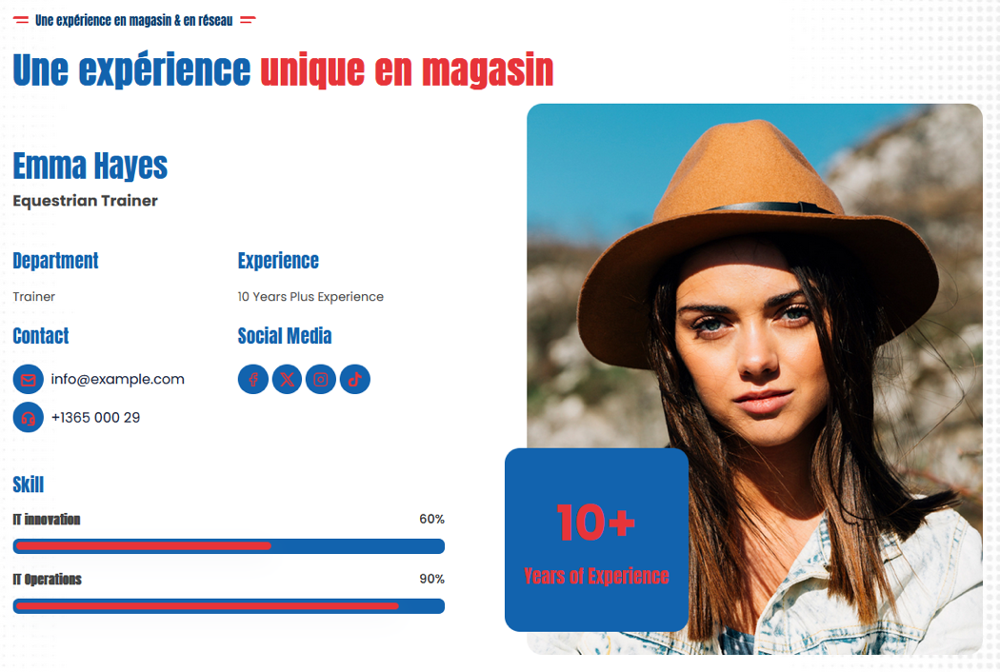 Une expérience en magasin & en réseau
Une expérience unique en magasin
Emma Hayes
Equestrian Trainer
Department
Experience
Trainer
10 Years Plus Experience
Contact
Social Media
info@example.com
+1365 000 29
Skill
IT innovation
60%
IT Operations
90%
10+
Years of Experience